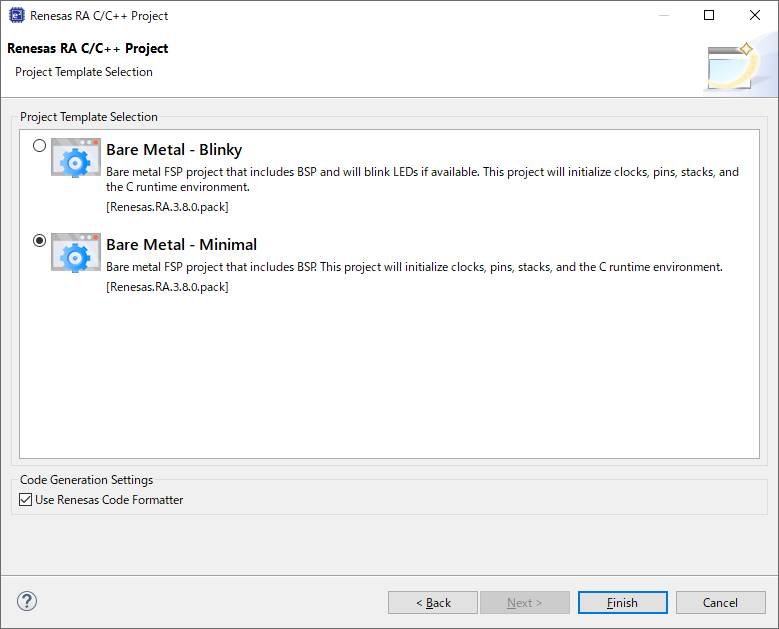 Renesas RA C/C++ Project
Renesas RA C/C++ Project
Project Template Selection
Project Template Selection
Bare Metal - Blinky
Bare metal FSP project that includes BSP and will blink LEDs if available. This project will initialize clocks, pins, stacks, and
the C runtime environment.
[Renesas.RA.3.8.0.pack]
Bare Metal - Minimal
Bare metal FSP project that includes BSP. This project will initialize clocks, pins, stacks, and the C runtime environment.
[Renesas.RA.3.8.0.pack]
Code Generation Settings
Use Renesas Code Formatter
? < Back Next > Finish Cancel